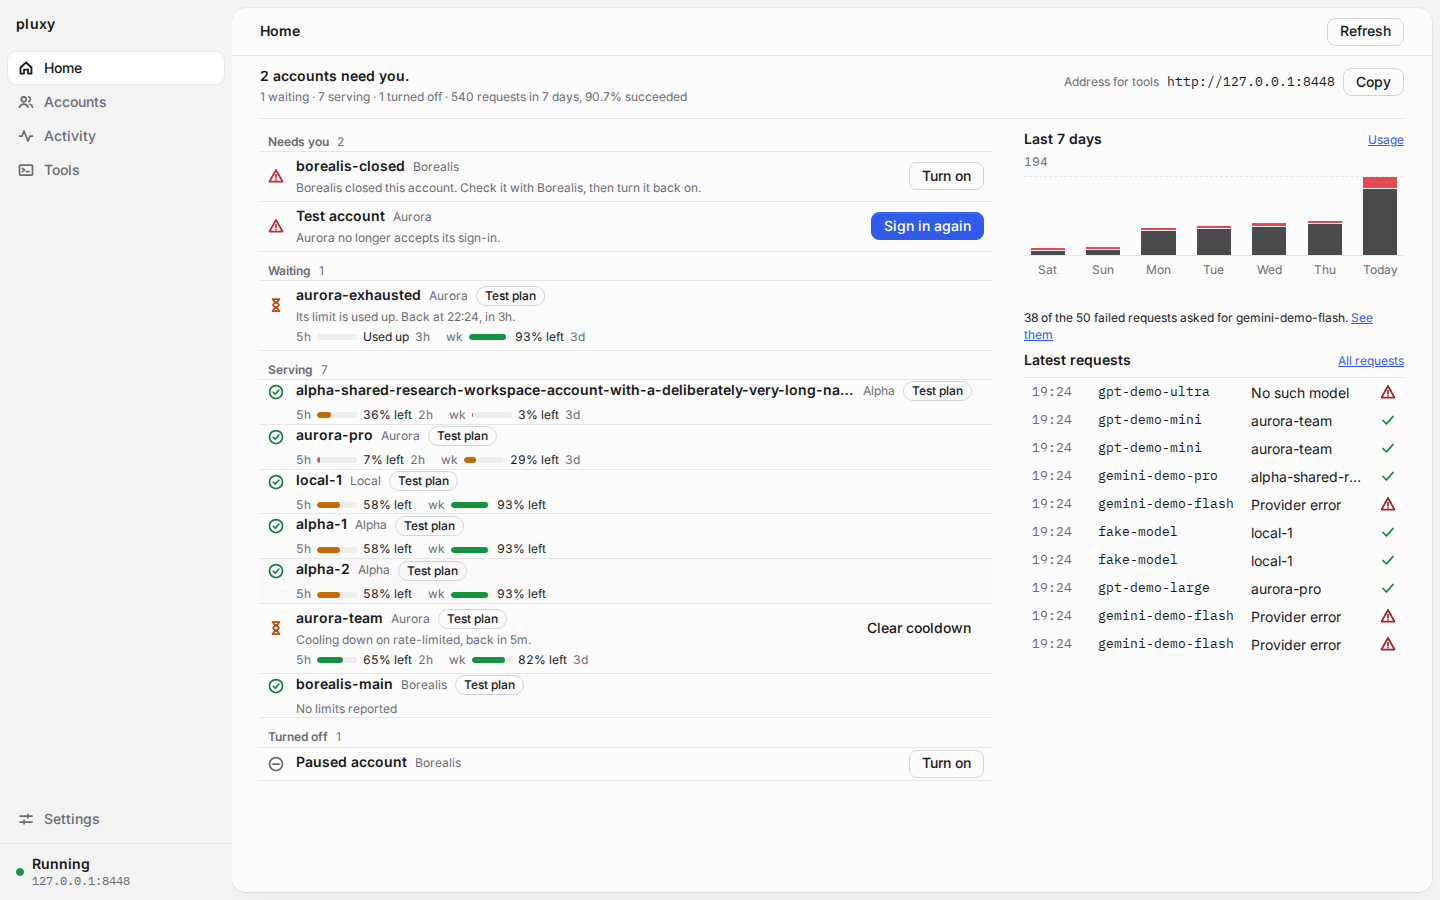 pluxy
Home
Accounts
Activity
Tools
Settings
Running
127.0.0.1:8448
Home
Refresh
2 accounts need you.
1 waiting · 7 serving · 1 turned off · 540 requests in 7 days, 90.7% succeeded
Address for tools http://127.0.0.1:8448 Copy
Needs you 2
borealis-closed Borealis
Borealis closed this account. Check it with Borealis, then turn it back on.
Turn on
Test account Aurora
Aurora no longer accepts its sign-in.
Sign in again
Waiting 1
aurora-exhausted Aurora Test plan
Its limit is used up. Back at 22:24, in 3h.
5h Used up 3h wk 93% left 3d
Serving 7
alpha-shared-research-workspace-account-with-a-deliberately-very-long-na... Alpha Test plan
5h 36% left 2h wk 3% left 3d
aurora-pro Aurora Test plan
5h 7% left 2h wk 29% left 3d
local-1 Local Test plan
5h 58% left wk 93% left
alpha-1 Alpha Test plan
5h 58% left wk 93% left
alpha-2 Alpha Test plan
5h 58% left wk 93% left
aurora-team Aurora Test plan
Cooling down on rate-limited, back in 5m.
5h 65% left 2h wk 82% left 3d
Clear cooldown
borealis-main Borealis Test plan
No limits reported
Turned off 1
Paused account Borealis
Turn on
Last 7 days Usage
194
Sat Sun Mon Tue Wed Thu Today
38 of the 50 failed requests asked for gemini-demo-flash. See
them
Latest requests All requests
19:24 gpt-demo-ultra No such model
19:24 gpt-demo-mini aurora-team
19:24 gpt-demo-mini aurora-team
19:24 gemini-demo-pro alpha-shared-r...
19:24 gemini-demo-flash Provider error
19:24 fake-model local-1
19:24 fake-model local-1
19:24 gpt-demo-large aurora-pro
19:24 gemini-demo-flash Provider error
19:24 gemini-demo-flash Provider error